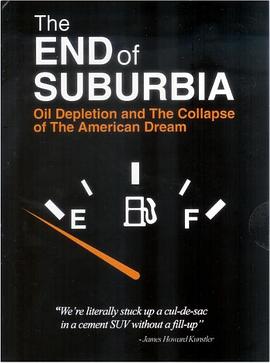 The
END of
SUBURBIA
Oil Depletion and The Collapse
of The American Dream
E F
"We're literally stuck up a cul-de-sac
in a cement SUV without a fill-up"
- James Howard Kunstler